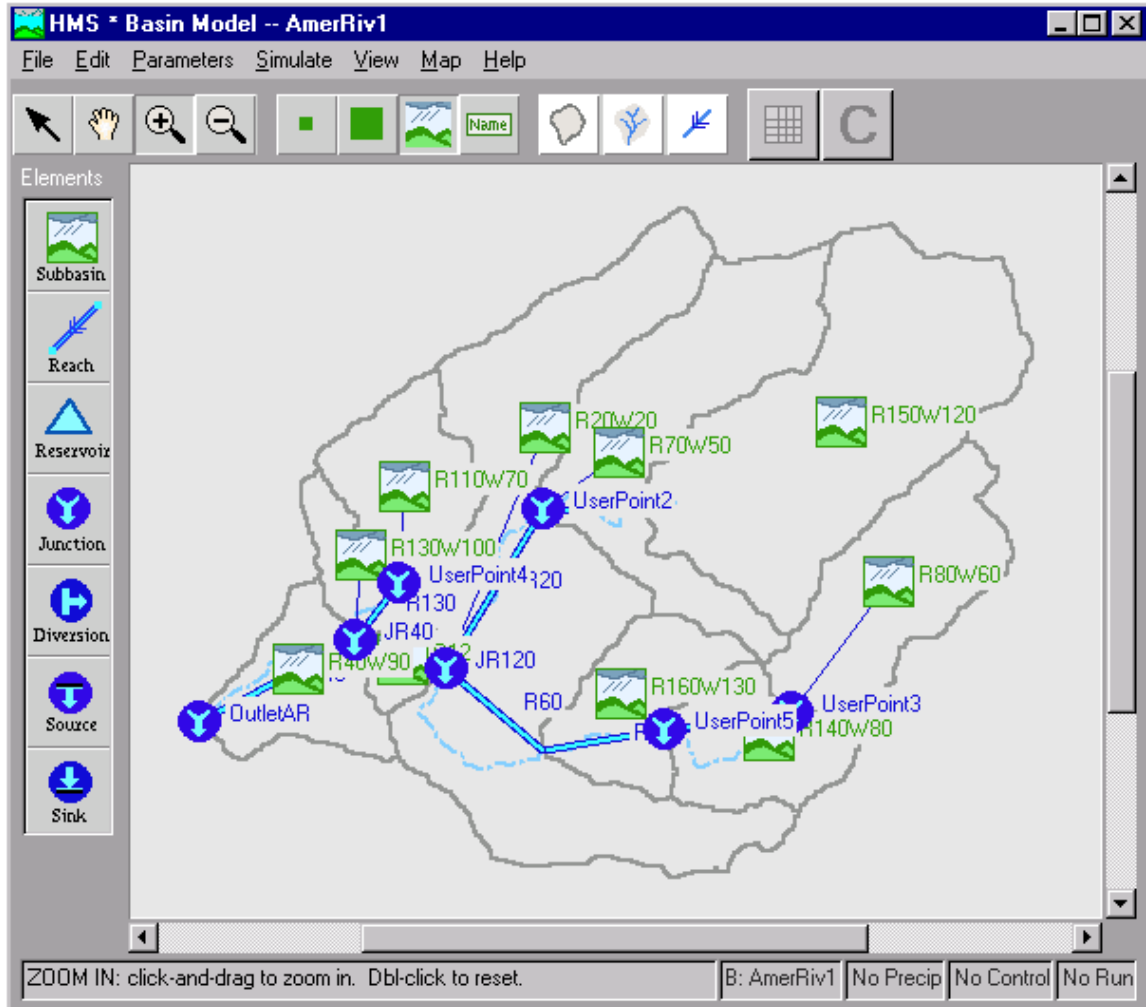 HMS * Basin Model -- AmerRiv1
File Edit Parameters Simulate View Map Help
Name
C
Elements
Subbasin
Reach
Reservoir
Junction
Diversion
Source
Sink
R150W120
R20W20
R70W50
R110W70
UserPoint2
R130W100
R80W60
UserPoint4
R20
R130
JR40
JR120
R40W90
R160W130
R60
UserPoint3
OutletAR
UserPoint5
R140W80
ZOOM IN: click-and-drag to zoom in. Dbl-click to reset.
B: AmerRiv1
No Precip
No Control
No Run